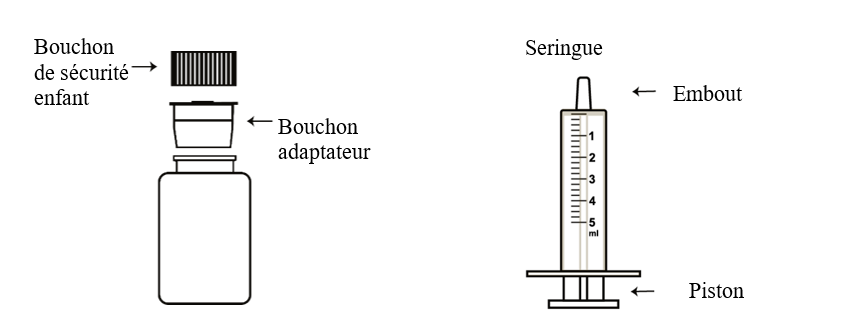 Bouchon
de sécurité
enfant
Bouchon
adaptateur
Seringue
Embout
1
2
3
4
5
ml
Piston